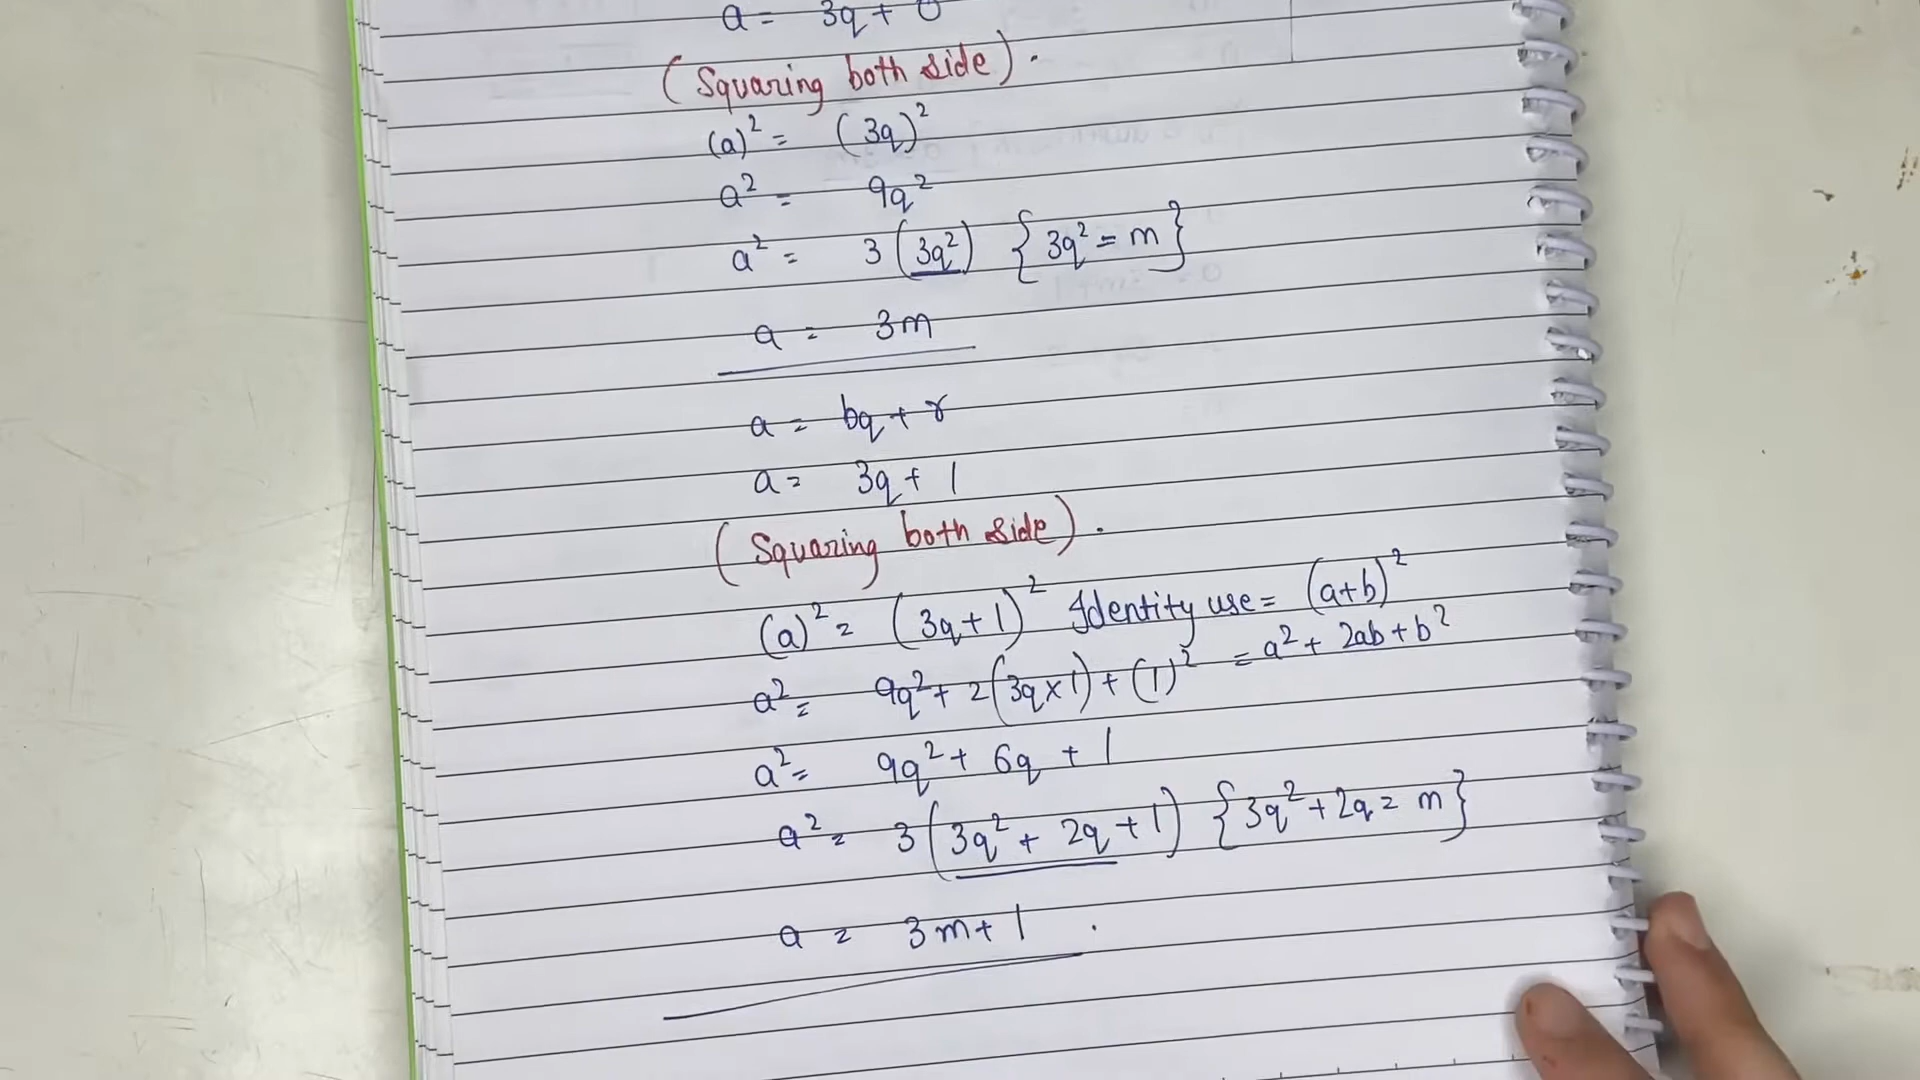 a = 3q + 0
(Squaring both side).
(a)² = (3q)²
a² = 9q²
a² = 3(3q²) {3q² = m}
a = 3m
a = bq + r
a = 3q + 1
(Squaring both side).
(a)² = (3q+1)² Identity use = (a+b)²
= a² + 2ab + b²
a² = 9q² + 2(3q×1) + (1)²
a² = 9q² + 6q + 1
a² = 3(3q² + 2q + 1) {3q² + 2q = m}
a = 3m + 1 .